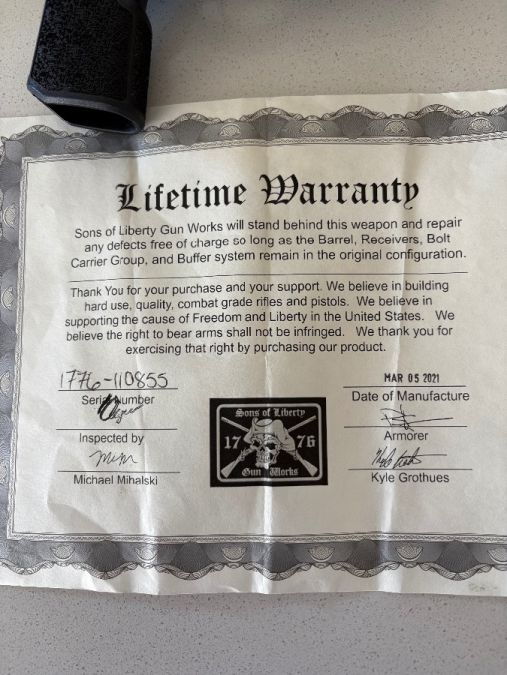 Lifetime Warranty
Sons of Liberty Gun Works will stand behind this weapon and repair
any defects free of charge so long as the Barrel, Receivers, Bolt
Carrier Group, and Buffer system remain in the original configuration.
Thank You for your purchase and your support. We believe in building
hard use, quality, combat grade rifles and pistols. We believe in
supporting the cause of Freedom and Liberty in the United States. We
believe the right to bear arms shall not be infringed. We thank you for
exercising that right by purchasing our product.
1776-110855
Serial Number
Inspected by
Michael Mihalski
Sons of Liberty
17 76
Gun Works
MAR 05 2021
Date of Manufacture
Armorer
Kyle Grothues